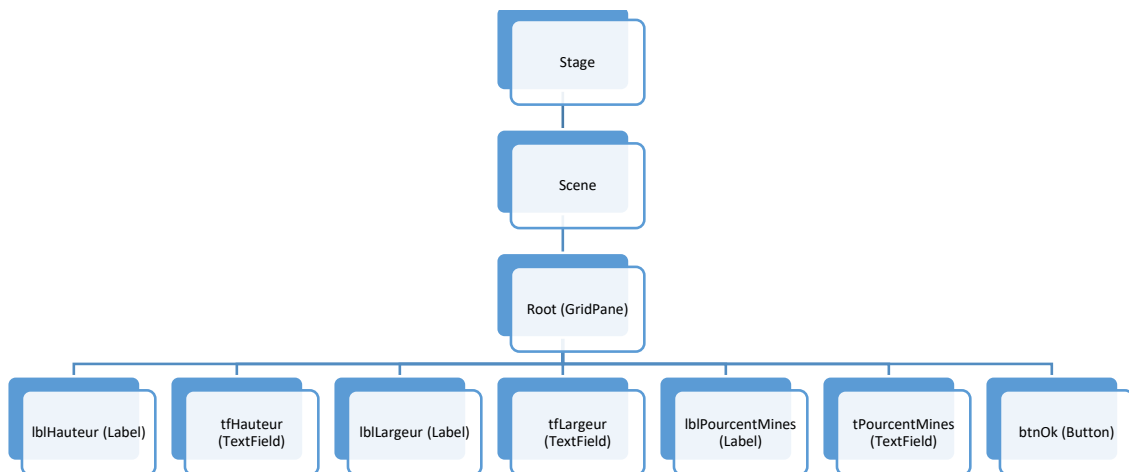 Stage
Scene
Root (GridPane)
lblHauteur (Label)
tfHauteur
(TextField)
lblLargeur (Label)
tfLargeur
(TextField)
lblPourcentMines
(Label)
tPourcentMines
(TextField)
btnOk (Button)